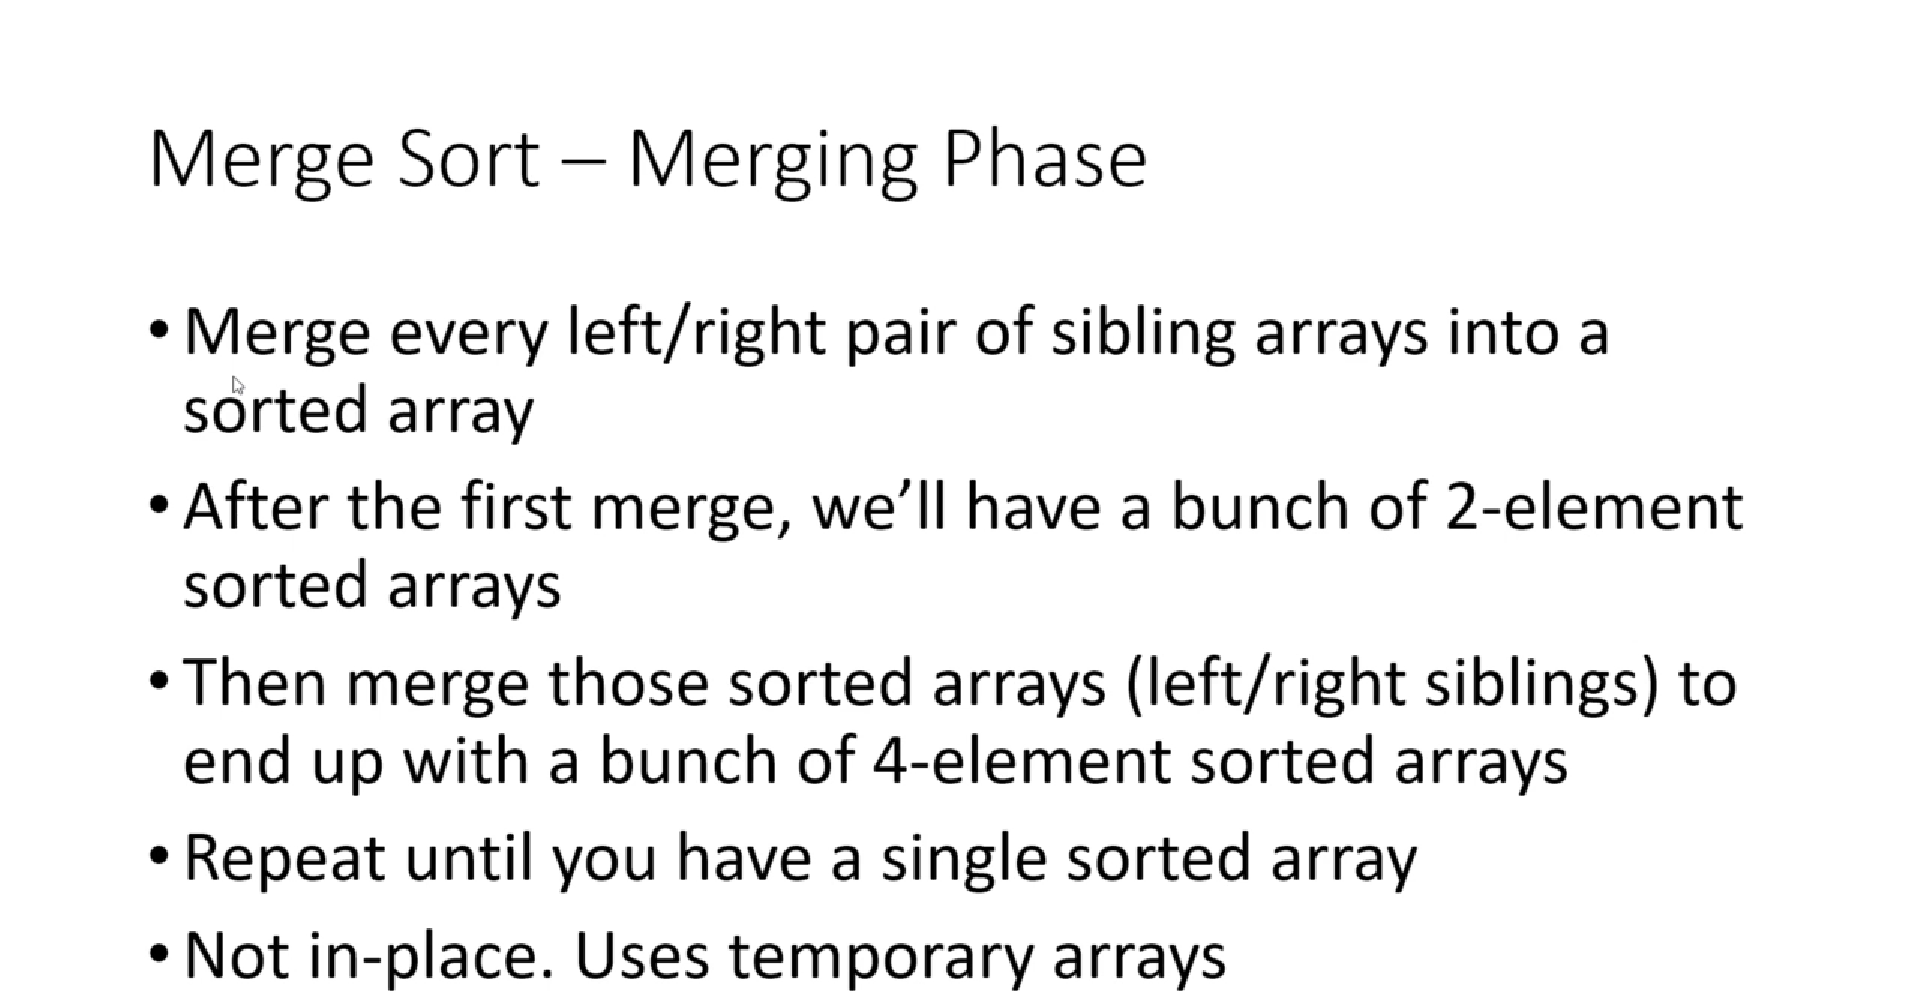 Merge Sort – Merging Phase
• Merge every left/right pair of sibling arrays into a
sorted array
• After the first merge, we’ll have a bunch of 2-element
sorted arrays
• Then merge those sorted arrays (left/right siblings) to
end up with a bunch of 4-element sorted arrays
• Repeat until you have a single sorted array
• Not in-place. Uses temporary arrays